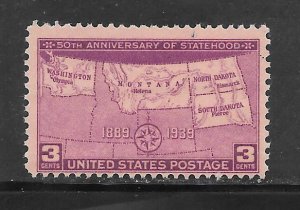 50TH ANNIVERSARY OF STATEHOOD
WASHINGTON
Olympia
MONTANA
Helena
NORTH DAKOTA
Bismarck
SOUTH DAKOTA
Pierre
1889 1939
3 CENTS UNITED STATES POSTAGE 3 CENTS